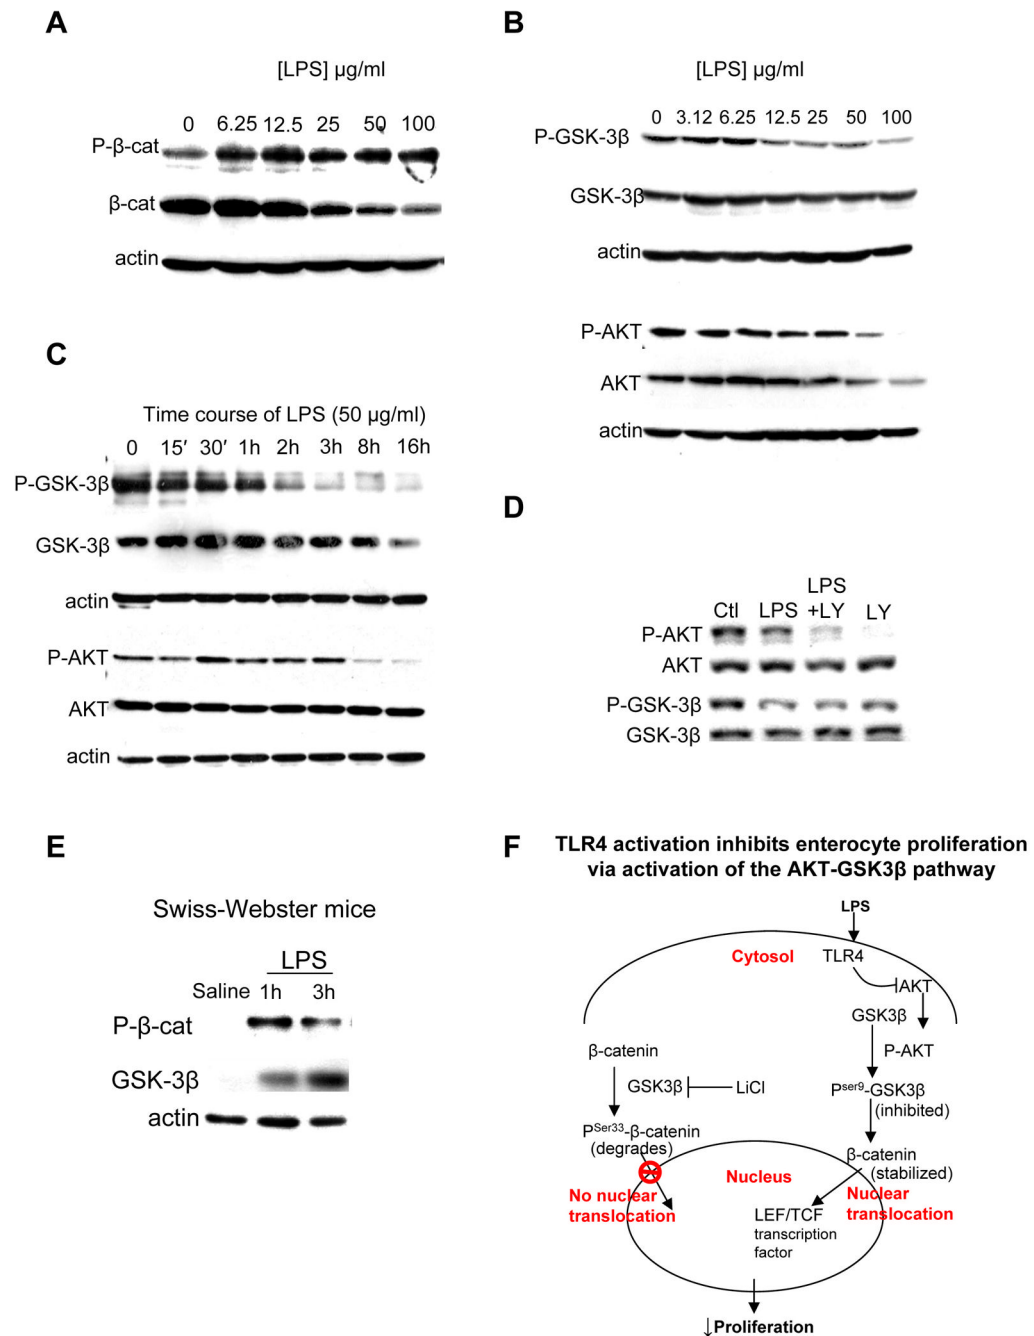 A
[LPS] µg/ml
0 6.25 12.5 25 50 100
P-β-cat
β-cat
actin
B
[LPS] µg/ml
0 3.12 6.25 12.5 25 50 100
P-GSK-3β
GSK-3β
actin
P-AKT
AKT
actin
C
Time course of LPS (50 µg/ml)
0 15′ 30′ 1h 2h 3h 8h 16h
P-GSK-3β
GSK-3β
actin
P-AKT
AKT
actin
D
Ctl LPS LPS +LY LY
P-AKT
AKT
P-GSK-3β
GSK-3β
E
Swiss-Webster mice
LPS
Saline 1h 3h
P-β-cat
GSK-3β
actin
F
TLR4 activation inhibits enterocyte proliferation
via activation of the AKT-GSK3β pathway
LPS
Cytosol
TLR4
AKT
GSK3β
P-AKT
β-catenin
GSK3β
LiCl
Pser9-GSK3β
(inhibited)
PSer33-β-catenin
(degrades)
β-catenin
(stabilized)
Nucleus
No nuclear
translocation
Nuclear
translocation
LEF/TCF
transcription
factor
↓Proliferation